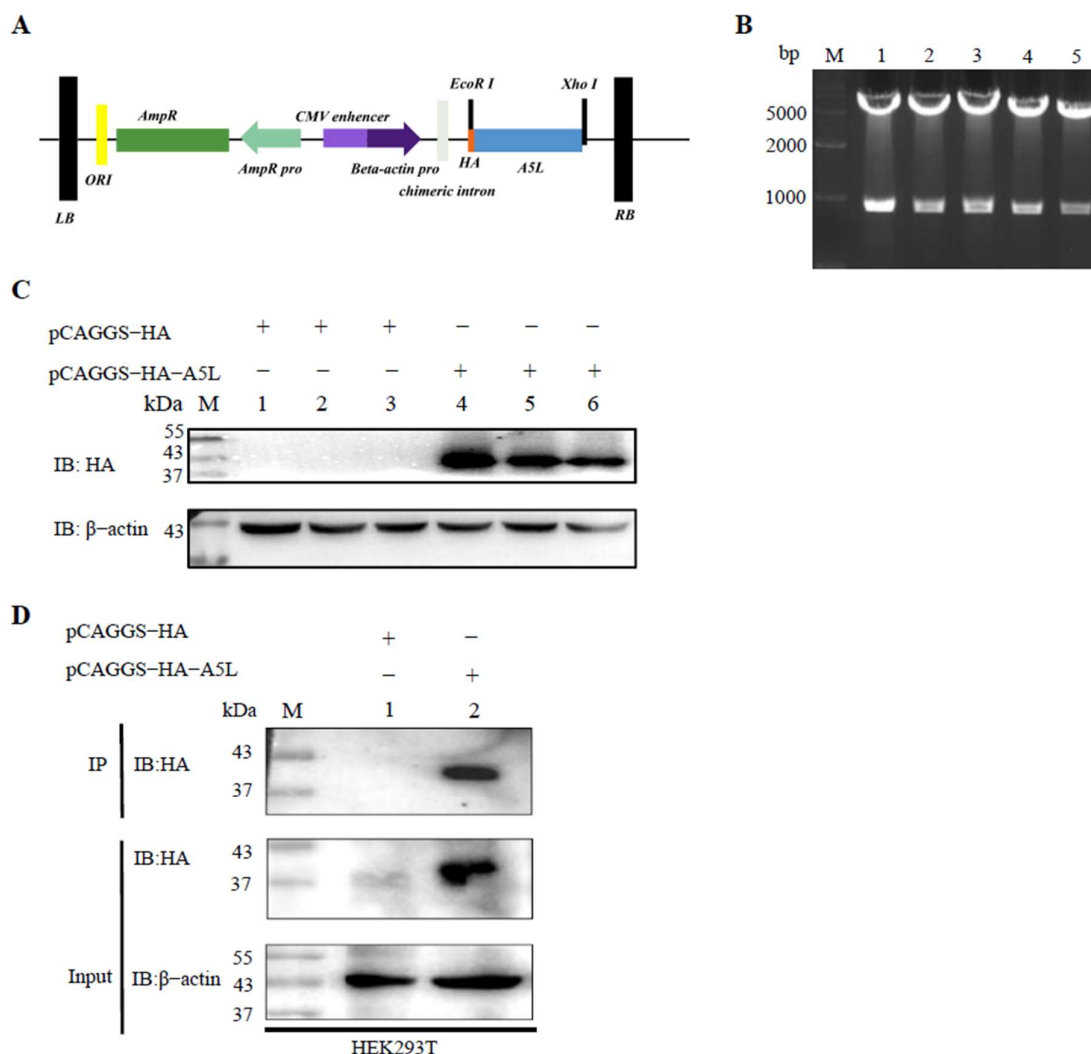 A
EcoR I
Xho I
AmpR
CMV enhencer
ORI
AmpR pro
Beta-actin pro
HA
A5L
chimeric intron
LB
RB
B
bp M 1 2 3 4 5
5000
2000
1000
C
pCAGGS−HA + + + − − −
pCAGGS−HA−A5L − − − + + +
kDa M 1 2 3 4 5 6
55
43
IB: HA
37
IB: β−actin 43
D
pCAGGS−HA + −
pCAGGS−HA−A5L − +
kDa M 1 2
43
IP IB:HA
37
IB:HA 43
37
55
Input IB:β−actin 43
37
HEK293T